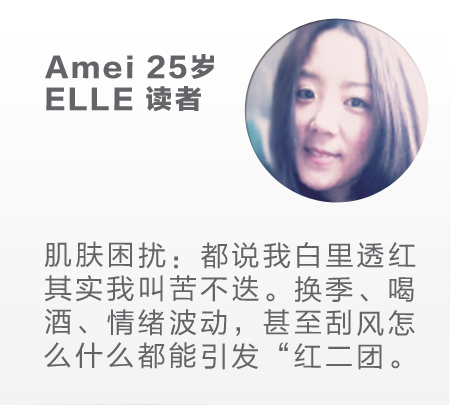 Amei 25岁
ELLE 读者
肌肤困扰：都说我白里透红
其实我叫苦不迭。换季、喝
酒、情绪波动，甚至刮风怎
么什么都能引发“红二团。